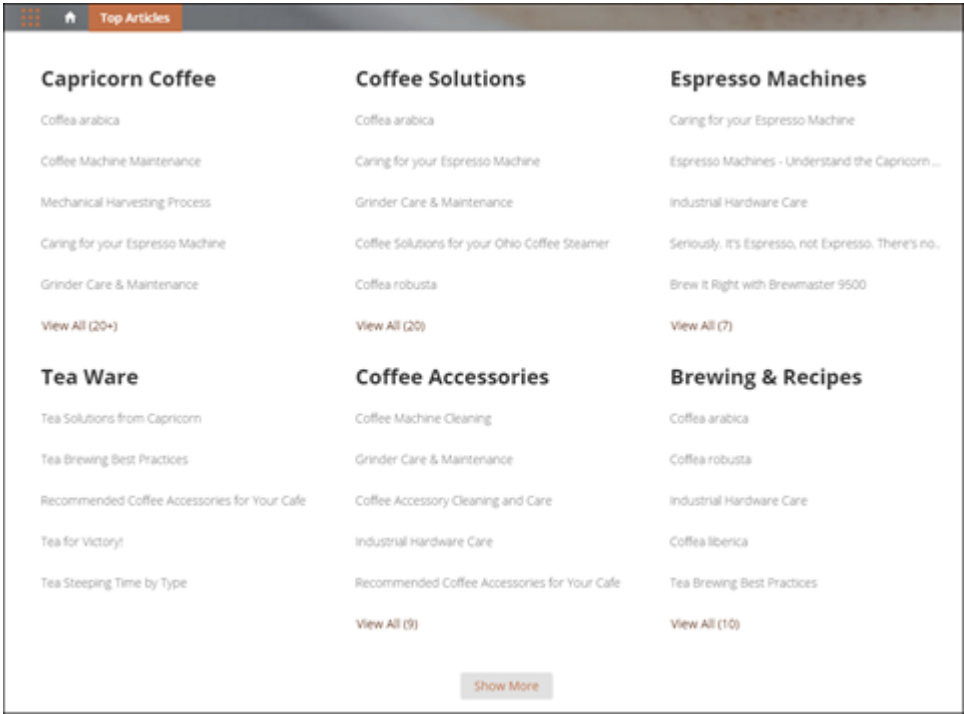 Top Articles
Capricorn Coffee
Coffea arabica
Coffee Machine Maintenance
Mechanical Harvesting Process
Caring for your Espresso Machine
Grinder Care & Maintenance
View All (20+)
Coffee Solutions
Coffea arabica
Caring for your Espresso Machine
Grinder Care & Maintenance
Coffee Solutions for your Ohio Coffee Steamer
Coffea robusta
View All (20)
Espresso Machines
Caring for your Espresso Machine
Espresso Machines - Understand the Capricorn ...
Industrial Hardware Care
Seriously. It's Espresso, not Expresso. There's no..
Brew It Right with Brewmaster 9500
View All (7)
Tea Ware
Tea Solutions from Capricorn
Tea Brewing Best Practices
Recommended Coffee Accessories for Your Cafe
Tea for Victory!
Tea Steeping Time by Type
Coffee Accessories
Coffee Machine Cleaning
Grinder Care & Maintenance
Coffee Accessory Cleaning and Care
Industrial Hardware Care
Recommended Coffee Accessories for Your Cafe
View All (9)
Brewing & Recipes
Coffea arabica
Coffea robusta
Industrial Hardware Care
Coffea liberica
Tea Brewing Best Practices
View All (10)
Show More